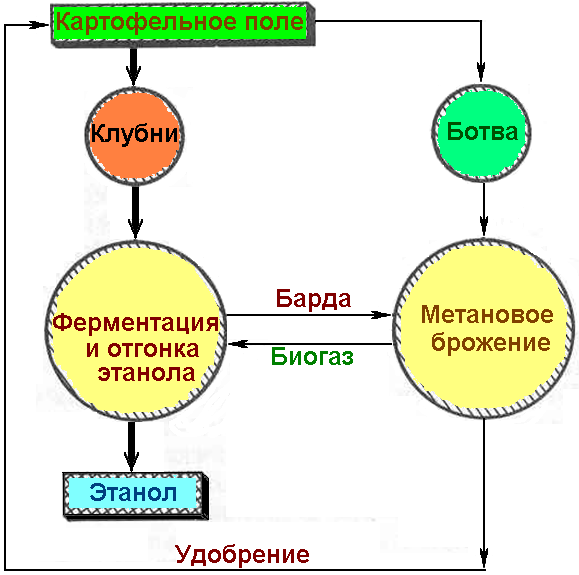 Картофельное поле
Клубни
Ботва
Барда
Ферментация
и отгонка
этанола
Метановое
брожение
Биогаз
Этанол
Удобрение